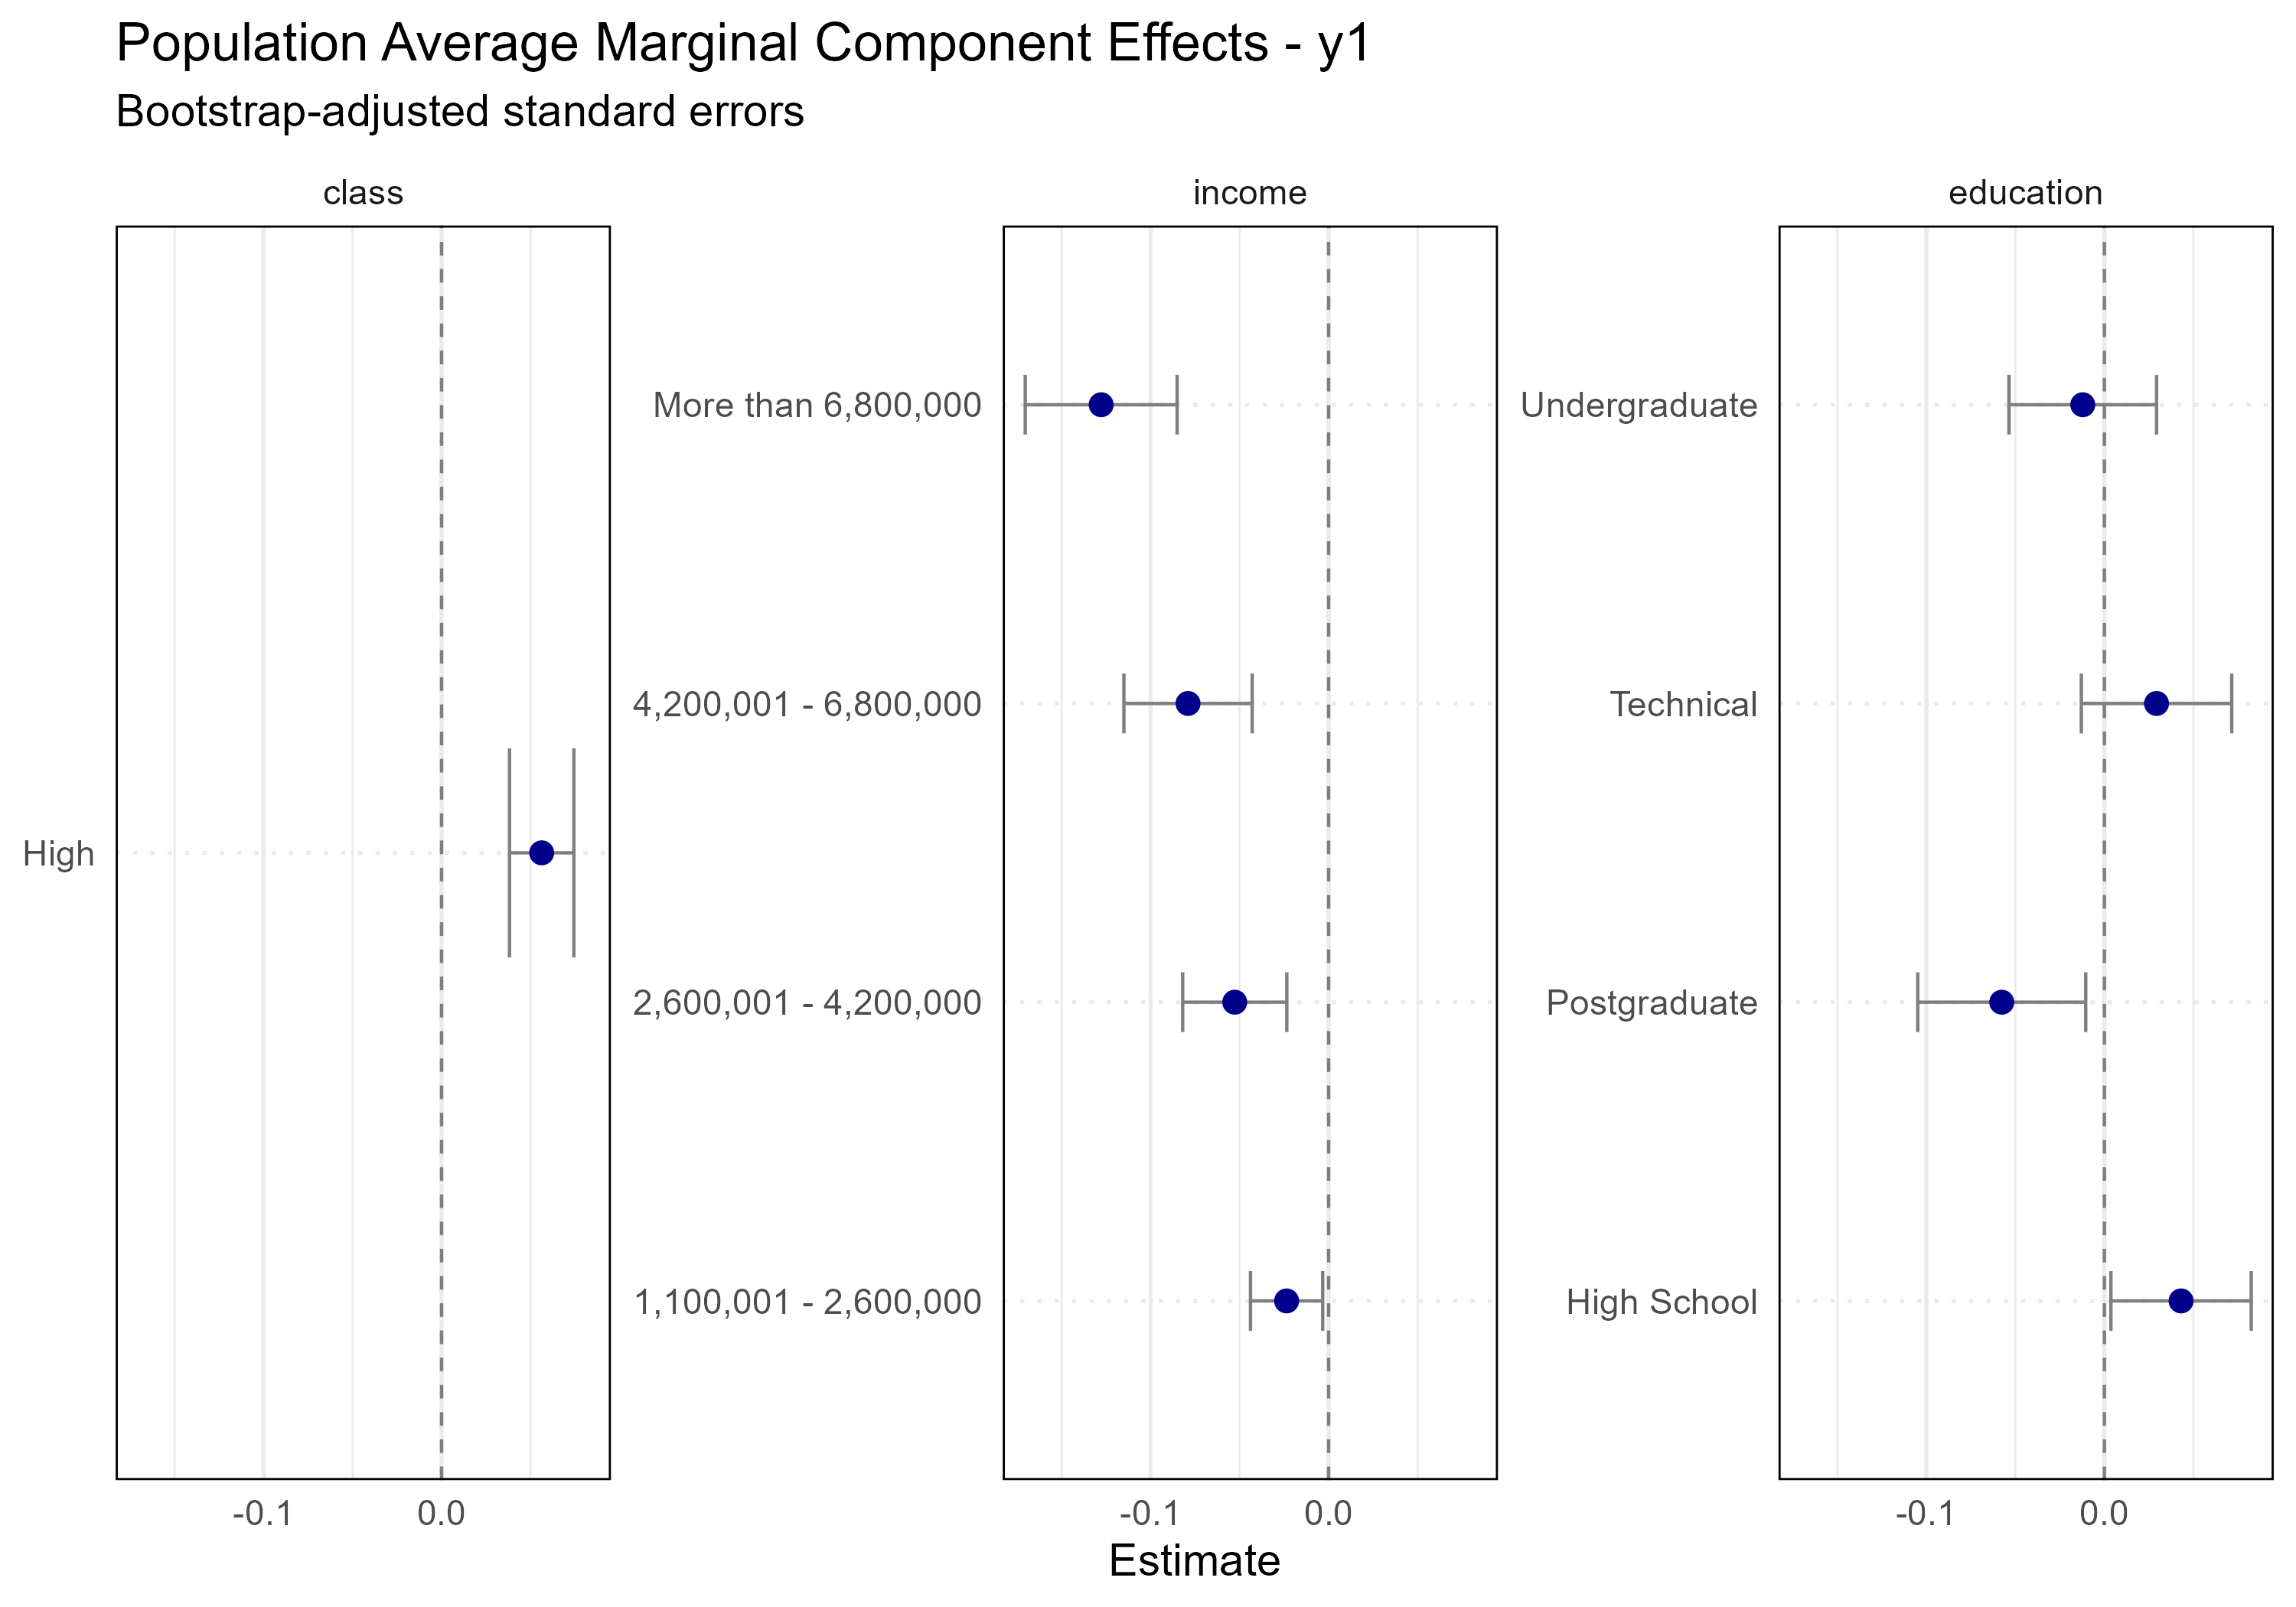 Population Average Marginal Component Effects - y1
Bootstrap-adjusted standard errors
class
High
-0.1 0.0
income
More than 6,800,000
4,200,001 - 6,800,000
2,600,001 - 4,200,000
1,100,001 - 2,600,000
-0.1 0.0
education
Undergraduate
Technical
Postgraduate
High School
-0.1 0.0
Estimate